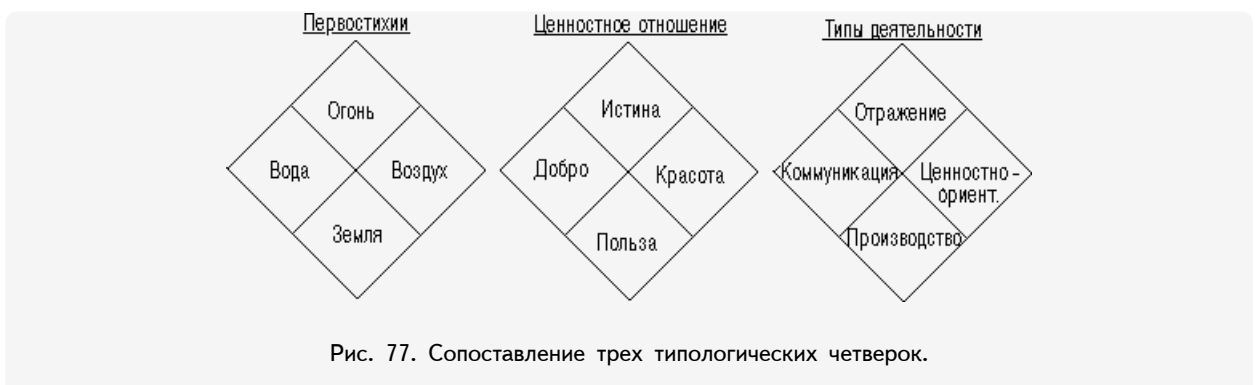 Первостихии
Ценностное отношение
Типы деятельности
Огонь
Вода
Воздух
Земля
Истина
Добро
Красота
Польза
Отражение
Коммуникация
Ценностно-
ориент.
Производство
Рис. 77. Сопоставление трех типологических четверок.